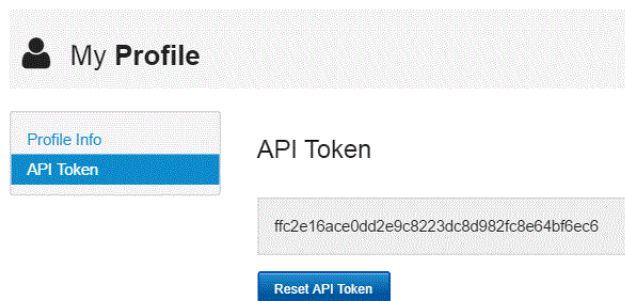 My Profile
Profile Info
API Token
API Token
ffc2e16ace0dd2e9c8223dc8d982fc8e64bf6ec6
Reset API Token